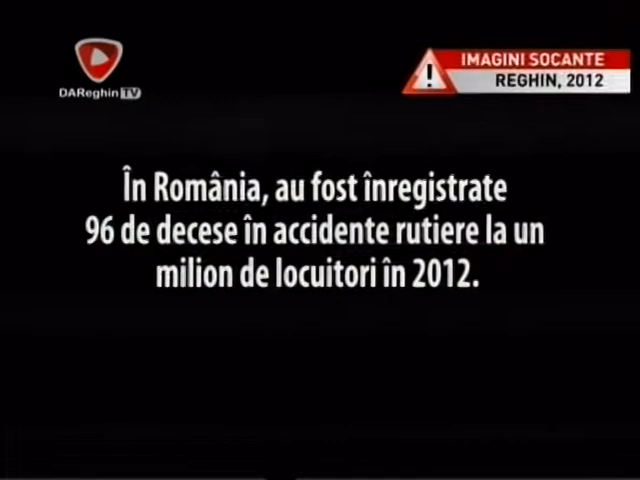 DAReghin TV
IMAGINI SOCANTE
REGHIN, 2012
În România, au fost înregistrate
96 de decese în accidente rutiere la un
milion de locuitori în 2012.